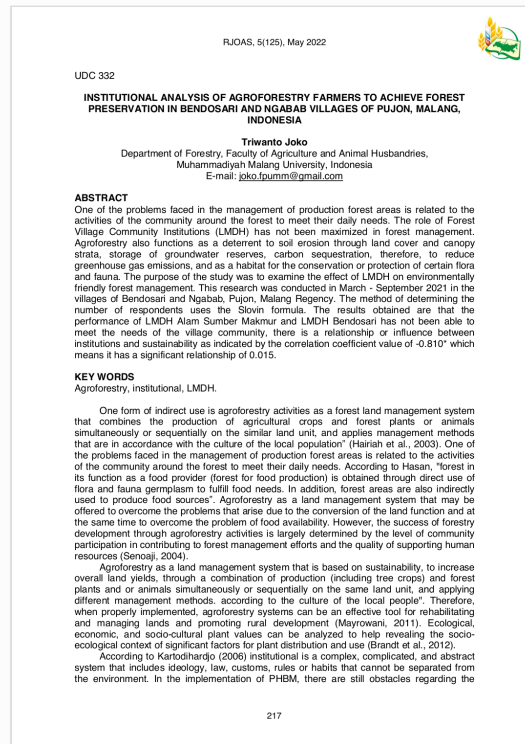 RJOAS, 5(125), May 2022
UDC 332
INSTITUTIONAL ANALYSIS OF AGROFORESTRY FARMERS TO ACHIEVE FOREST
PRESERVATION IN BENDOSARI AND NGABAB VILLAGES OF PUJON, MALANG,
INDONESIA
Triwanto Joko
Department of Forestry, Faculty of Agriculture and Animal Husbandries,
Muhammadiyah Malang University, Indonesia
E-mail: joko.fpumm@gmail.com
ABSTRACT
One of the problems faced in the management of production forest areas is related to the
activities of the community around the forest to meet their daily needs. The role of Forest
Village Community Institutions (LMDH) has not been maximized in forest management.
Agroforestry also functions as a deterrent to soil erosion through land cover and canopy
strata, storage of groundwater reserves, carbon sequestration, therefore, to reduce
greenhouse gas emissions, and as a habitat for the conservation or protection of certain flora
and fauna. The purpose of the study was to examine the effect of LMDH on environmentally
friendly forest management. This research was conducted in March - September 2021 in the
villages of Bendosari and Ngabab, Pujon, Malang Regency. The method of determining the
number of respondents uses the Slovin formula. The results obtained are that the
performance of LMDH Alam Sumber Makmur and LMDH Bendosari has not been able to
meet the needs of the village community, there is a relationship or influence between
institutions and sustainability as indicated by the correlation coefficient value of -0.810* which
means it has a significant relationship of 0.015.
KEY WORDS
Agroforestry, institutional, LMDH.
One form of indirect use is agroforestry activities as a forest land management system
that combines the production of agricultural crops and forest plants or animals
simultaneously or sequentially on the similar land unit, and applies management methods
that are in accordance with the culture of the local population" (Hairiah et al., 2003). One of
the problems faced in the management of production forest areas is related to the activities
of the community around the forest to meet their daily needs. According to Hasan, "forest in
its function as a food provider (forest for food production) is obtained through direct use of
flora and fauna germplasm to fulfill food needs. In addition, forest areas are also indirectly
used to produce food sources". Agroforestry as a land management system that may be
offered to overcome the problems that arise due to the conversion of the land function and at
the same time to overcome the problem of food availability. However, the success of forestry
development through agroforestry activities is largely determined by the level of community
participation in contributing to forest management efforts and the quality of supporting human
resources (Senoaji, 2004).
Agroforestry as a land management system that is based on sustainability, to increase
overall land yields, through a combination of production (including tree crops) and forest
plants and or animals simultaneously or sequentially on the same land unit, and applying
different management methods. according to the culture of the local people". Therefore,
when properly implemented, agroforestry systems can be an effective tool for rehabilitating
and managing lands and promoting rural development (Mayrowani, 2011). Ecological,
economic, and socio-cultural plant values can be analyzed to help revealing the socio-
ecological context of significant factors for plant distribution and use (Brandt et al., 2012).
According to Kartodihardjo (2006) institutional is a complex, complicated, and abstract
system that includes ideology, law, customs, rules or habits that cannot be separated from
the environment. In the implementation of PHBM, there are still obstacles regarding the
217